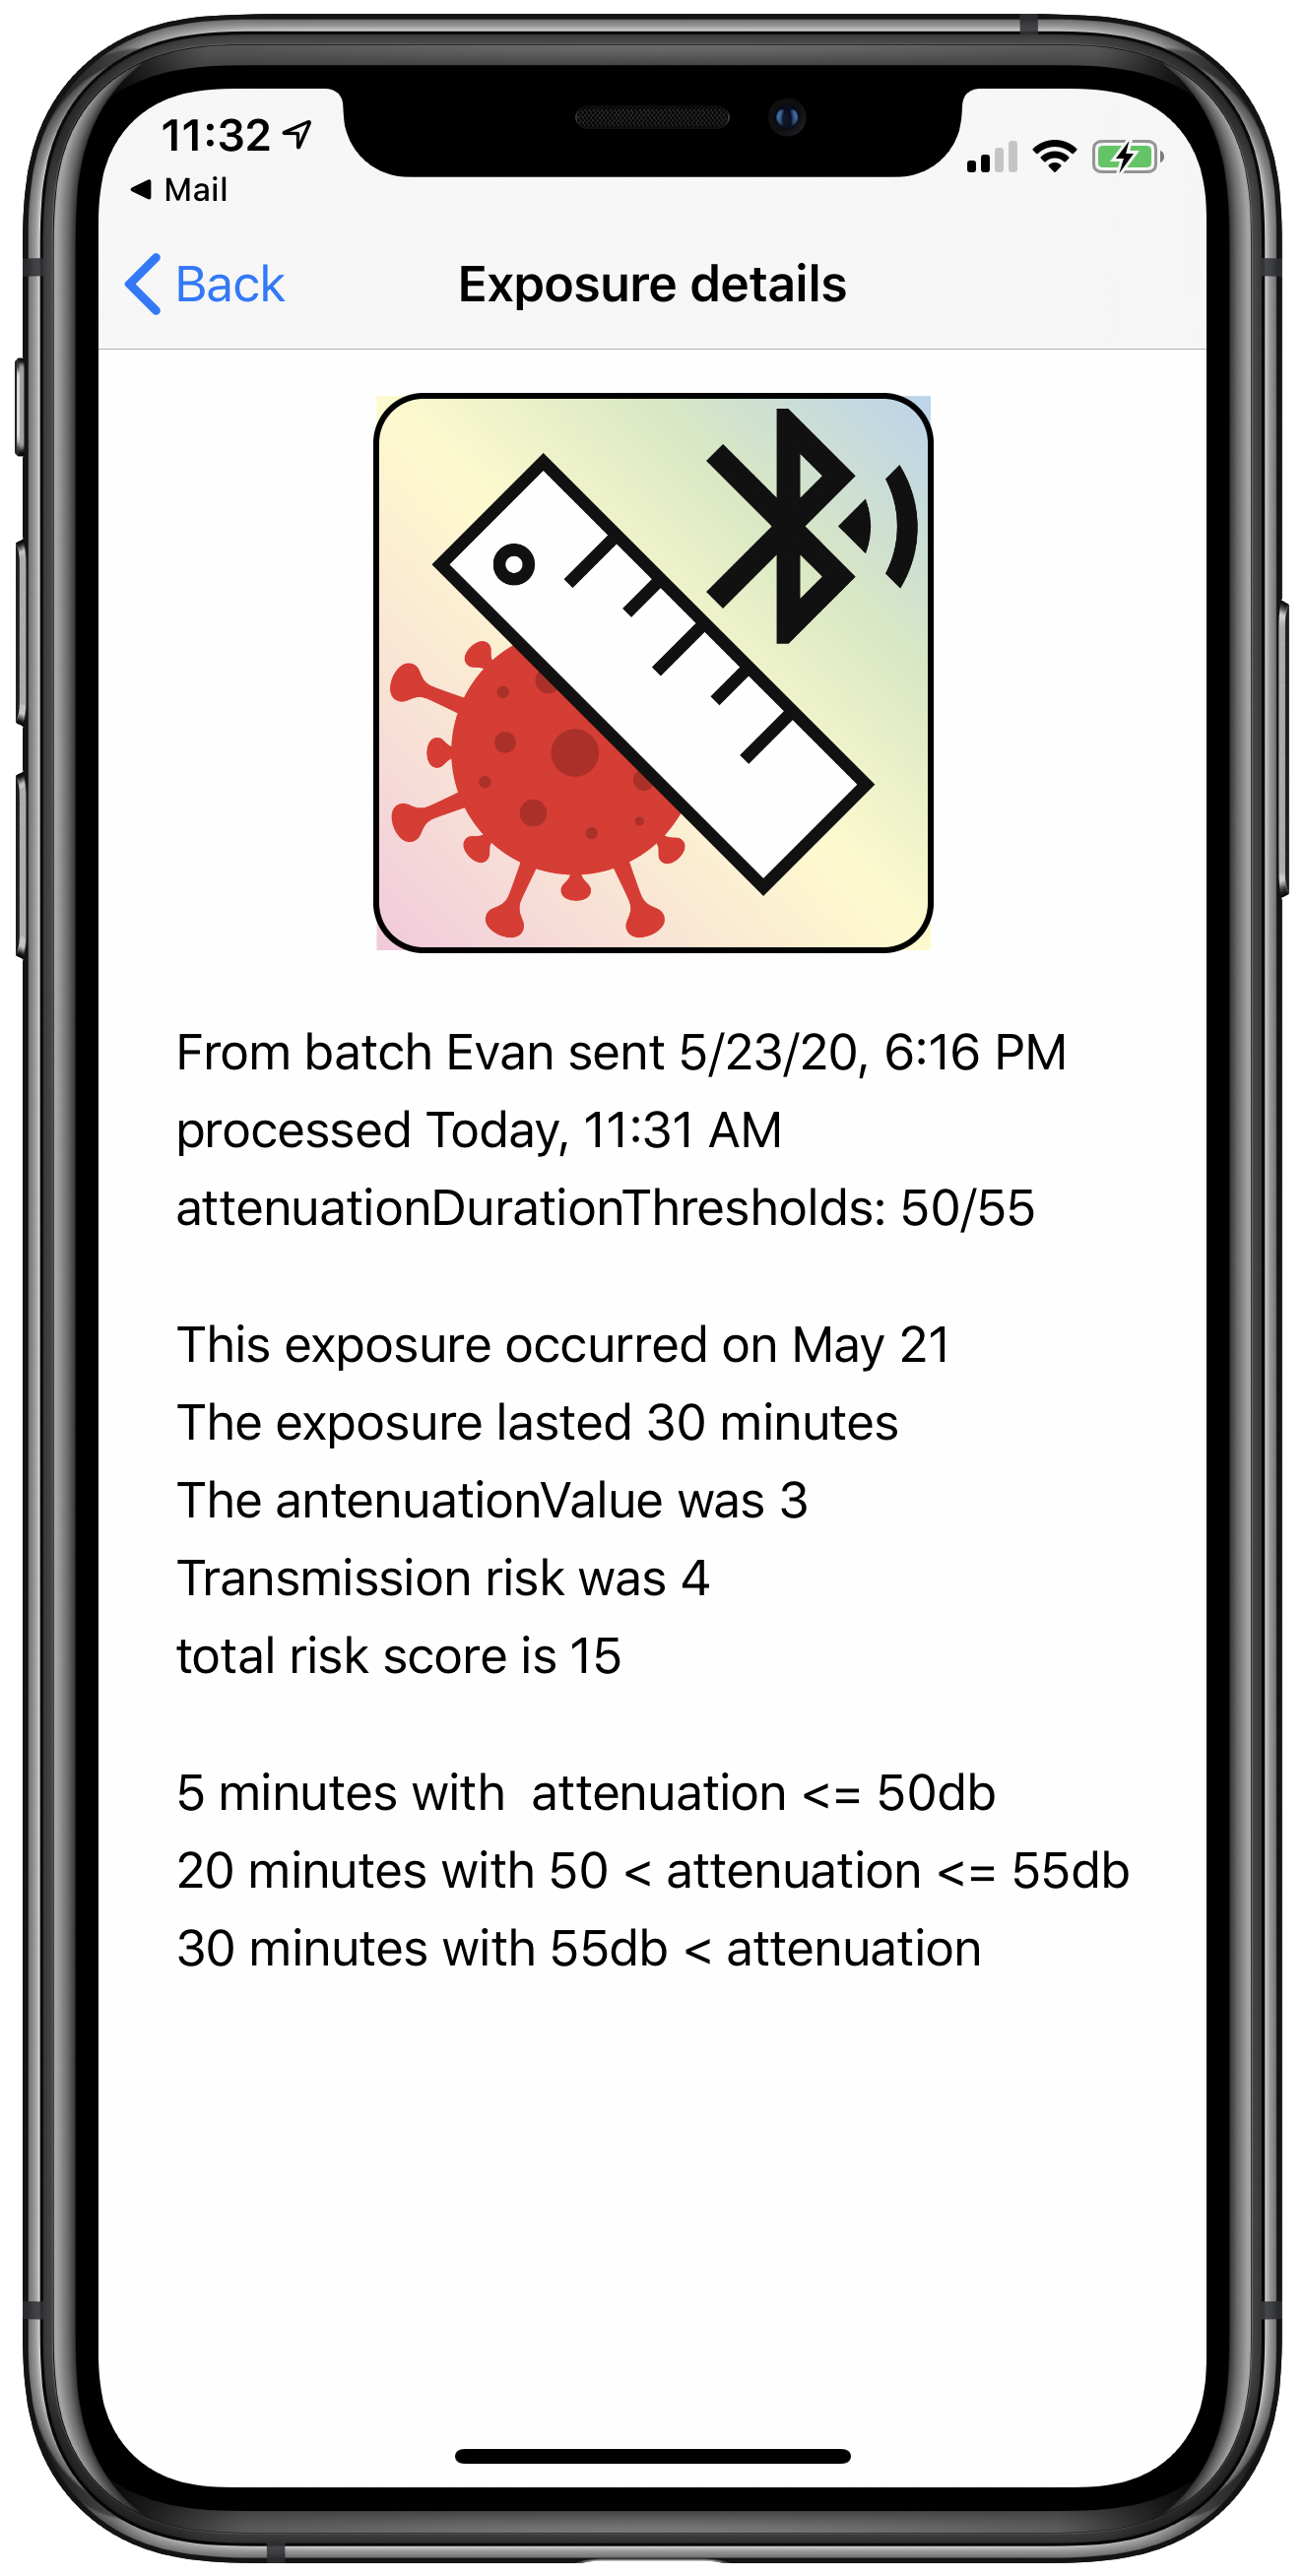 11:32
Mail
Back
Exposure details
From batch Evan sent 5/23/20, 6:16 PM
processed Today, 11:31 AM
attenuationDurationThresholds: 50/55
This exposure occurred on May 21
The exposure lasted 30 minutes
The antenuationValue was 3
Transmission risk was 4
total risk score is 15
5 minutes with  attenuation <= 50db
20 minutes with 50 < attenuation <= 55db
30 minutes with 55db < attenuation